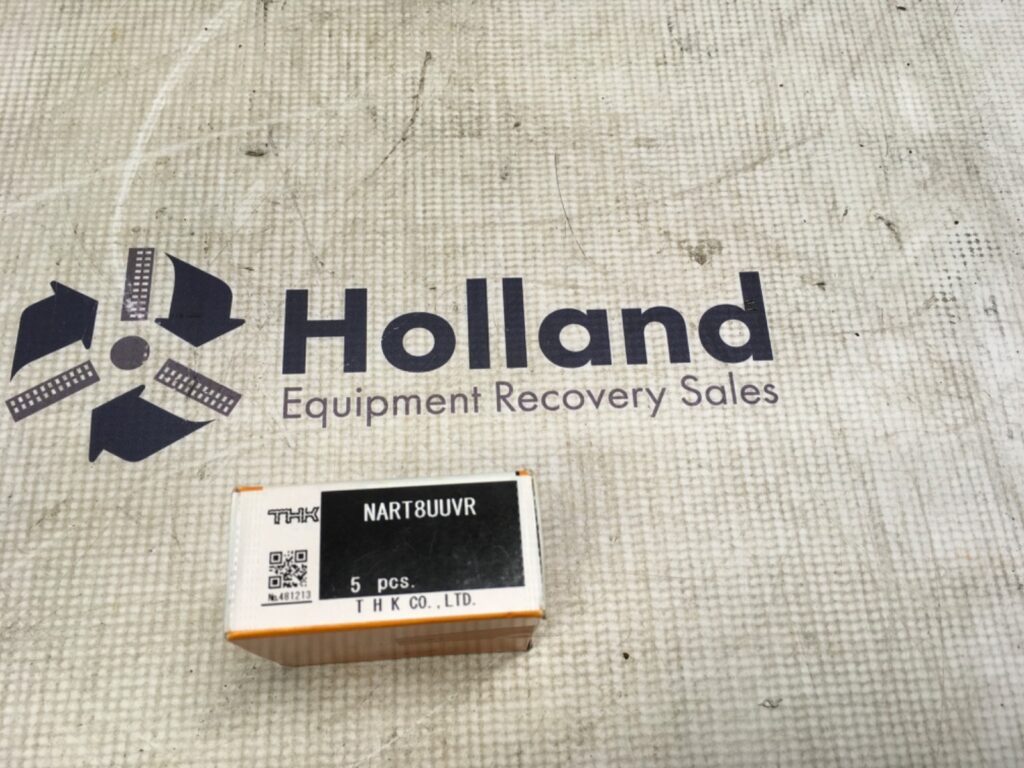 Holland
Equipment Recovery Sales
THK
NART8UUVR
5 pcs.
№481213
T H K CO.,LTD.